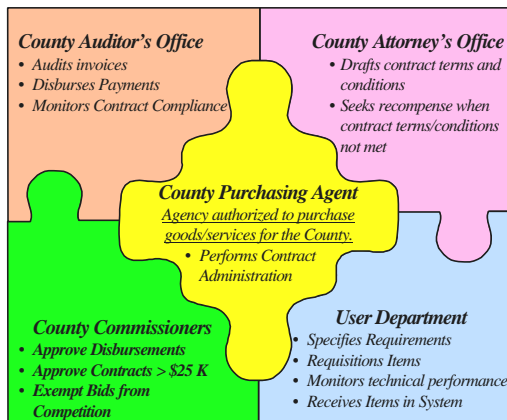 County Auditor's Office
• Audits invoices
• Disburses Payments
• Monitors Contract Compliance
County Attorney's Office
• Drafts contract terms and
conditions
• Seeks recompense when
contract terms/conditions
not met
County Purchasing Agent
Agency authorized to purchase
goods/services for the County.
• Performs Contract
Administration
County Commissioners
• Approve Disbursements
• Approve Contracts > $25 K
• Exempt Bids from
Competition
User Department
• Specifies Requirements
• Requisitions Items
• Monitors technical performance
• Receives Items in System